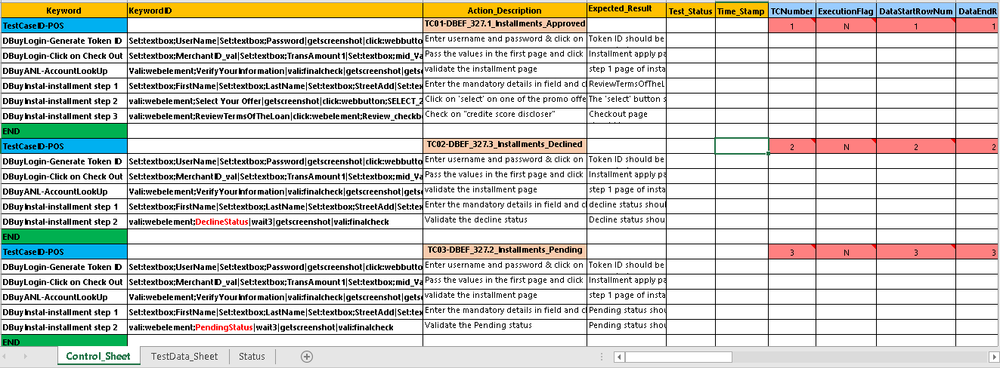 Keyword KeywordID Action_Description Expected_Result Test_Status Time_Stamp TCNumber ExecutionFlag DataStartRowNum DataEndR
TestCaseID-POS TC01-DBEF_327.1_Installments_Approved 1 N 1
DBuyLogin-Generate Token ID Set:textbox;UserName|Set:textbox;Password|getscreenshot|click:webbutto Enter username and password & click on Token ID should be
DBuyLogin-Click on Check Out Set:textbox;MerchantID_val|Set:textbox;TransAmount1|Set:textbox;mid_Va Pass the values in the first page and click Installment apply pa
DBuyANL-AccountLookUp Vali:webelement;VerifyYourInformation|vali:finalcheck|getscreenshot|gets validate the installment page step 1 page of insta
DBuyInstal-installment step 1 Set:textbox;FirstName|Set:textbox;LastName|Set:textbox;StreetAdd|Set:tex Enter the mandatory details in field and cl ReviewTermsOfTheL
DBuyInstal-installment step 2 vali:webelement;Select Your Offer|getscreenshot|click:webbutton;SELECT_2 Click on 'select' on one of the promo offe The 'select' button s
DBuyInstal-installment step 3 vali:webelement;ReviewTermsOfTheLoan|click:webelement;Review_checkb Check on "credite score discloser" Checkout page
END
TestCaseID-POS TC02-DBEF_327.3_Installments_Declined 2 N 2 2
DBuyLogin-Generate Token ID Set:textbox;UserName|Set:textbox;Password|getscreenshot|click:webbutto Enter username and password & click on Token ID should be
DBuyLogin-Click on Check Out Set:textbox;MerchantID_val|Set:textbox;TransAmount1|Set:textbox;mid_Va Pass the values in the first page and click Installment apply pa
DBuyANL-AccountLookUp Vali:webelement;VerifyYourInformation|vali:finalcheck|getscreenshot|gets validate the installment page step 1 page of insta
DBuyInstal-installment step 1 Set:textbox;FirstName|Set:textbox;LastName|Set:textbox;StreetAdd|Set:tex Enter the mandatory details in field and cl decline status shoul
DBuyInstal-installment step 2 vali:webelement;DeclineStatus|wait3|getscreenshot|vali:finalcheck Validate the decline status Decline status shou
END
TestCaseID-POS TC03-DBEF_327.2_Installments_Pending 3 N 3 3
DBuyLogin-Generate Token ID Set:textbox;UserName|Set:textbox;Password|getscreenshot|click:webbutto Enter username and password & click on Token ID should be
DBuyLogin-Click on Check Out Set:textbox;MerchantID_val|Set:textbox;TransAmount1|Set:textbox;mid_Va Pass the values in the first page and click Installment apply pa
DBuyANL-AccountLookUp Vali:webelement;VerifyYourInformation|vali:finalcheck|getscreenshot|gets validate the installment page step 1 page of insta
DBuyInstal-installment step 1 Set:textbox;FirstName|Set:textbox;LastName|Set:textbox;StreetAdd|Set:tex Enter the mandatory details in field and cl Pending status shou
DBuyInstal-installment step 2 vali:webelement;PendingStatus|wait3|getscreenshot|vali:finalcheck Validate the Pending status Pending status shou
END
Control_Sheet TestData_Sheet Status